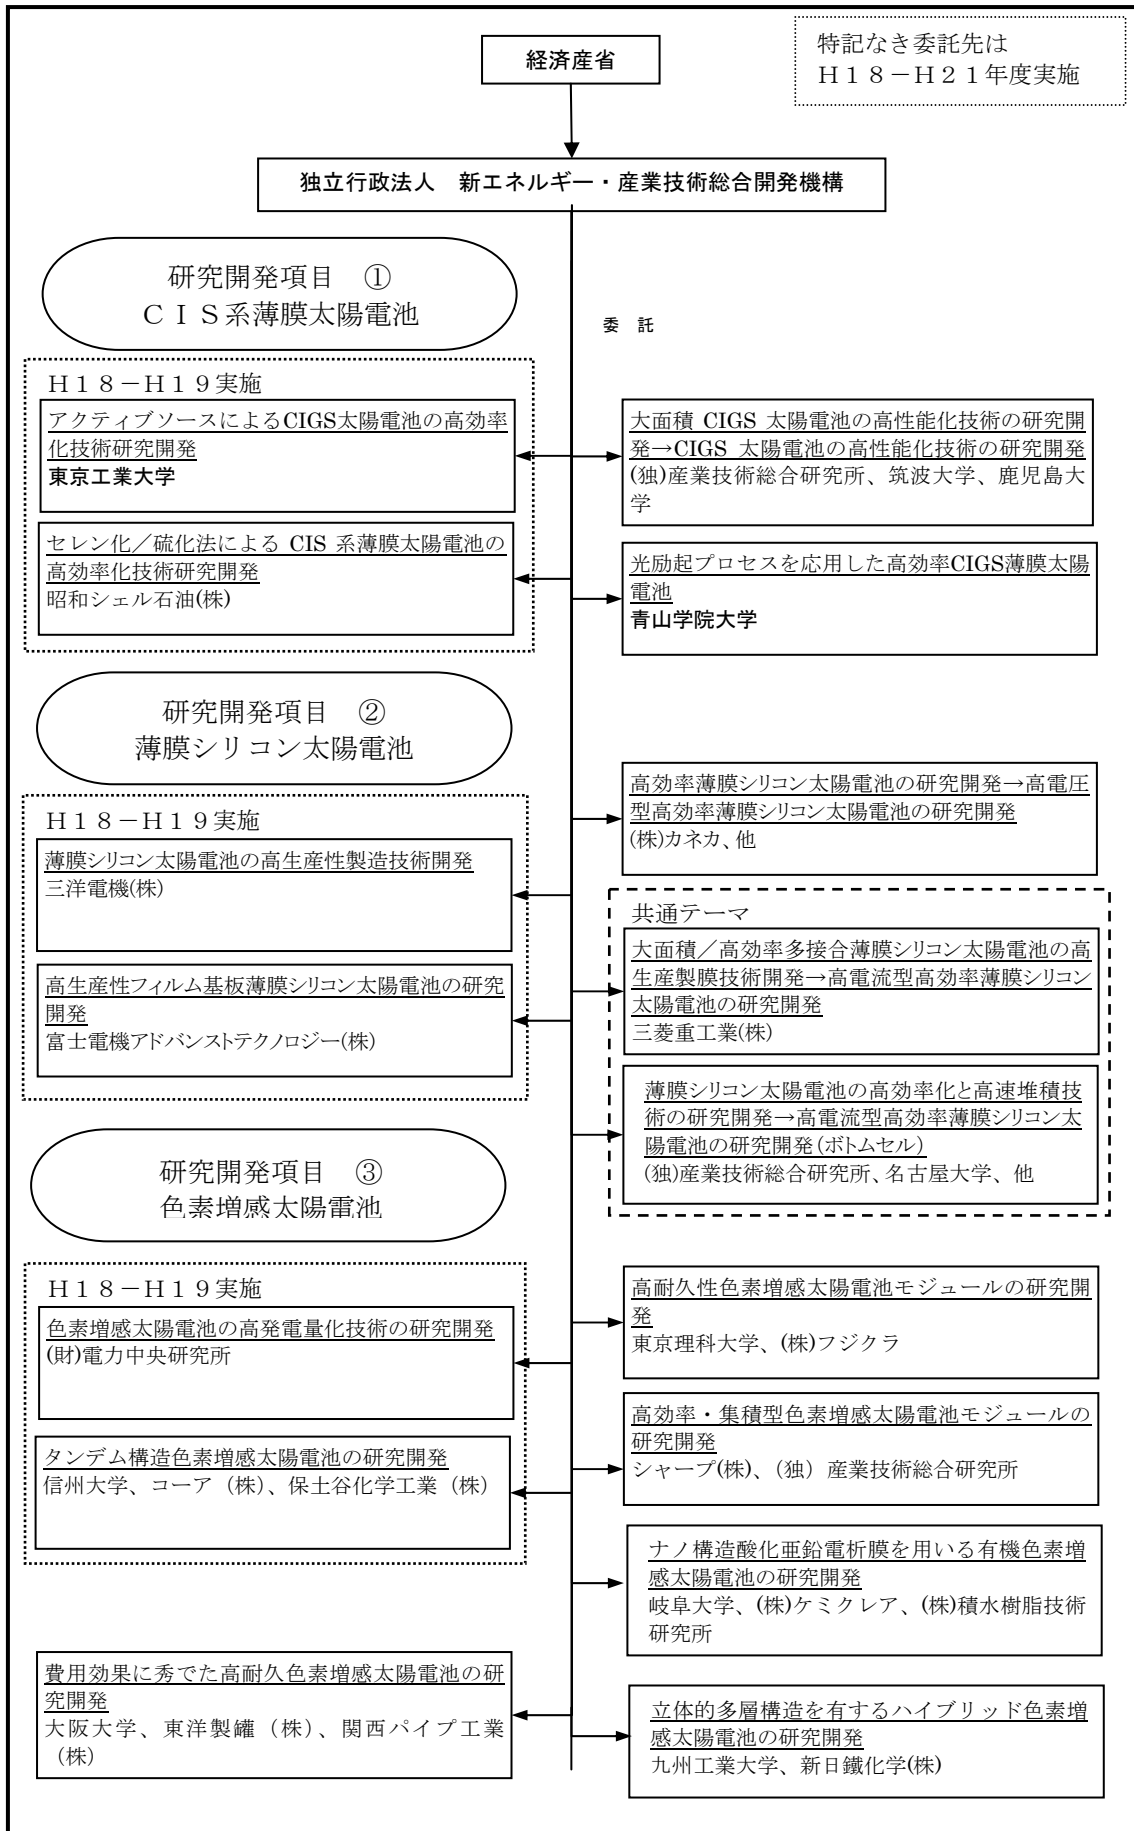 経済産省
特記なき委託先は
H18－H21年度実施
独立行政法人　新エネルギー・産業技術総合開発機構
研究開発項目　①
CIS系薄膜太陽電池
委　託
H18－H19実施
アクティブソースによるCIGS太陽電池の高効率
化技術研究開発
東京工業大学
セレン化／硫化法による CIS 系薄膜太陽電池の
高効率化技術研究開発
昭和シェル石油(株)
大面積 CIGS 太陽電池の高性能化技術の研究開
発→CIGS 太陽電池の高性能化技術の研究開発
(独)産業技術総合研究所、筑波大学、鹿児島大
学
光励起プロセスを応用した高効率CIGS薄膜太陽
電池
青山学院大学
研究開発項目　②
薄膜シリコン太陽電池
H18－H19実施
薄膜シリコン太陽電池の高生産性製造技術開発
三洋電機(株)
高生産性フィルム基板薄膜シリコン太陽電池の研究
開発
富士電機アドバンストテクノロジー(株)
高効率薄膜シリコン太陽電池の研究開発→高電圧
型高効率薄膜シリコン太陽電池の研究開発
(株)カネカ、他
共通テーマ
大面積／高効率多接合薄膜シリコン太陽電池の高
生産製膜技術開発→高電流型高効率薄膜シリコン
太陽電池の研究開発
三菱重工業(株)
薄膜シリコン太陽電池の高効率化と高速堆積技
術の研究開発→高電流型高効率薄膜シリコン太
陽電池の研究開発(ボトムセル)
(独)産業技術総合研究所、名古屋大学、他
研究開発項目　③
色素増感太陽電池
H18－H19実施
色素増感太陽電池の高発電量化技術の研究開発
(財)電力中央研究所
タンデム構造色素増感太陽電池の研究開発
信州大学、コーア（株）、保土谷化学工業（株）
高耐久性色素増感太陽電池モジュールの研究開
発
東京理科大学、(株)フジクラ
高効率・集積型色素増感太陽電池モジュールの
研究開発
シャープ(株)、（独）産業技術総合研究所
ナノ構造酸化亜鉛電析膜を用いる有機色素増
感太陽電池の研究開発
岐阜大学、(株)ケミクレア、(株)積水樹脂技術
研究所
費用効果に秀でた高耐久色素増感太陽電池の研
究開発
大阪大学、東洋製罐（株）、関西パイプ工業
（株）
立体的多層構造を有するハイブリッド色素増
感太陽電池の研究開発
九州工業大学、新日鐵化学(株)